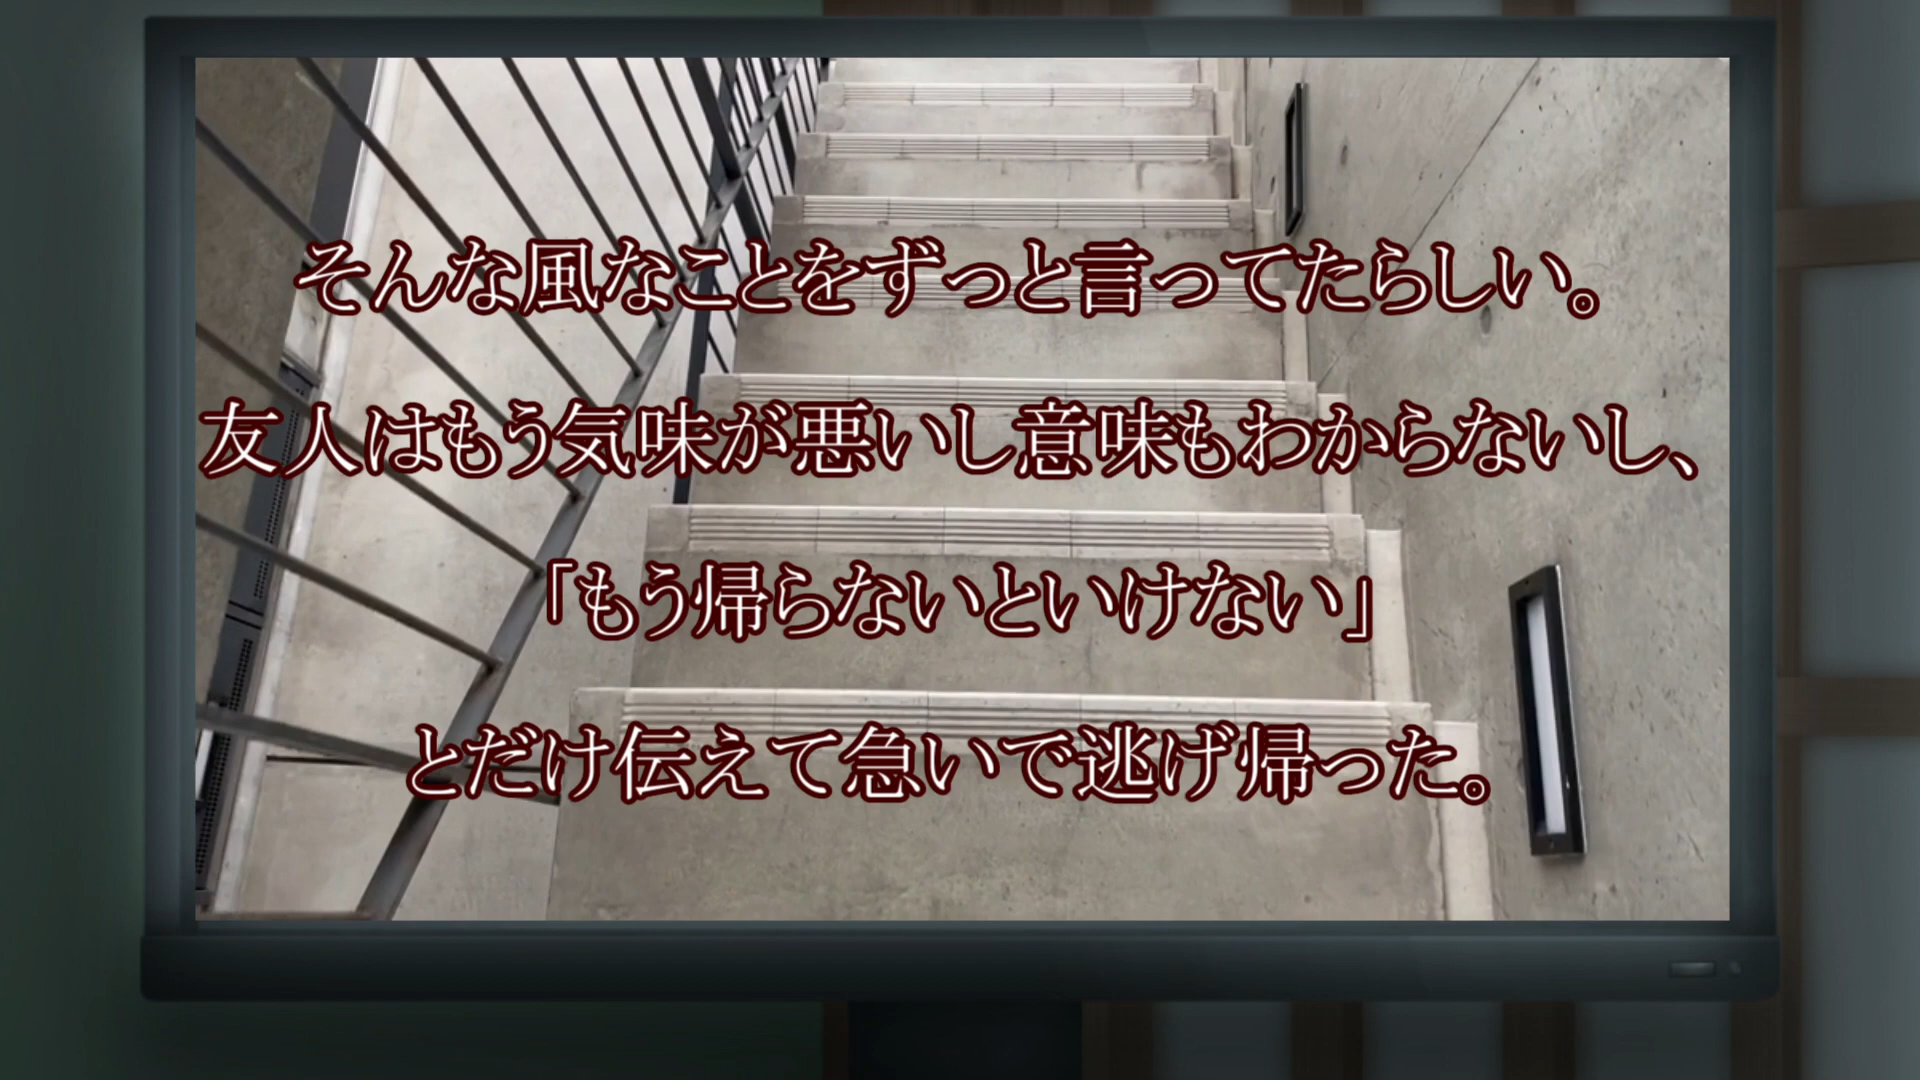 そんな風なことをずっと言ってたらしい。
友人はもう気味が悪いし意味もわからないし、
「もう帰らないといけない」
とだけ伝えて急いで逃げ帰った。